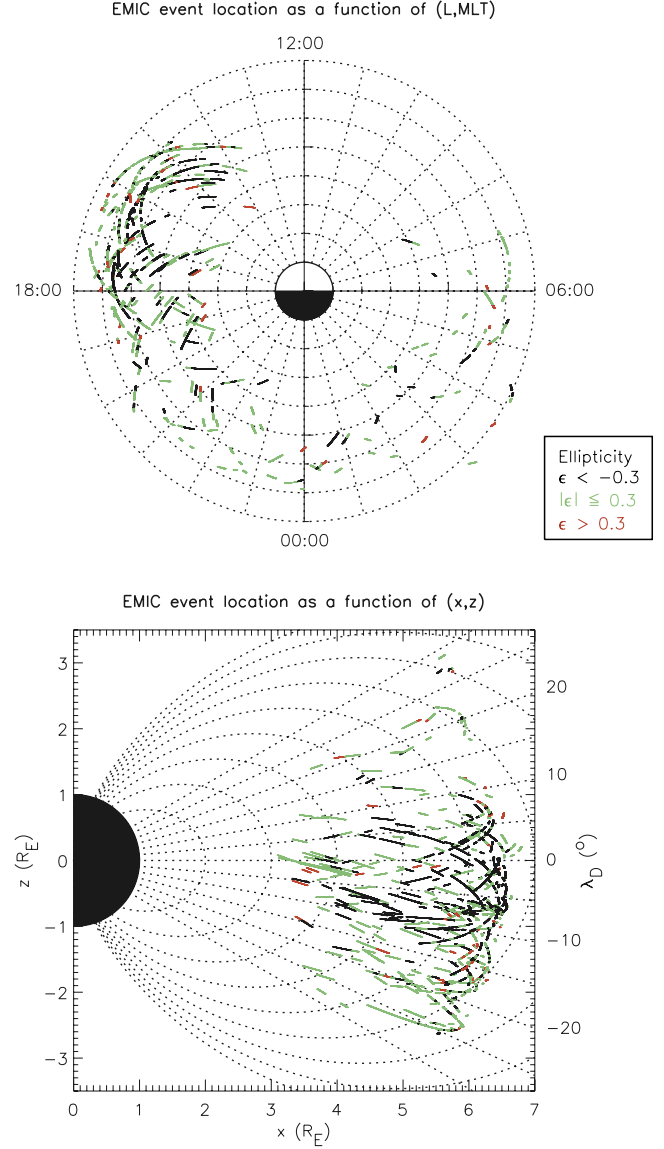 EMIC event location as a function of (L,MLT)
12:00
18:00
06:00
00:00
Ellipticity
ϵ < −0.3
|ϵ| ≦ 0.3
ϵ > 0.3
EMIC event location as a function of (x,z)
3
2
1
0
−1
−2
−3
z (R_E)
20
10
0
−10
−20
λ_D (°)
0 1 2 3 4 5 6 7
x (R_E)